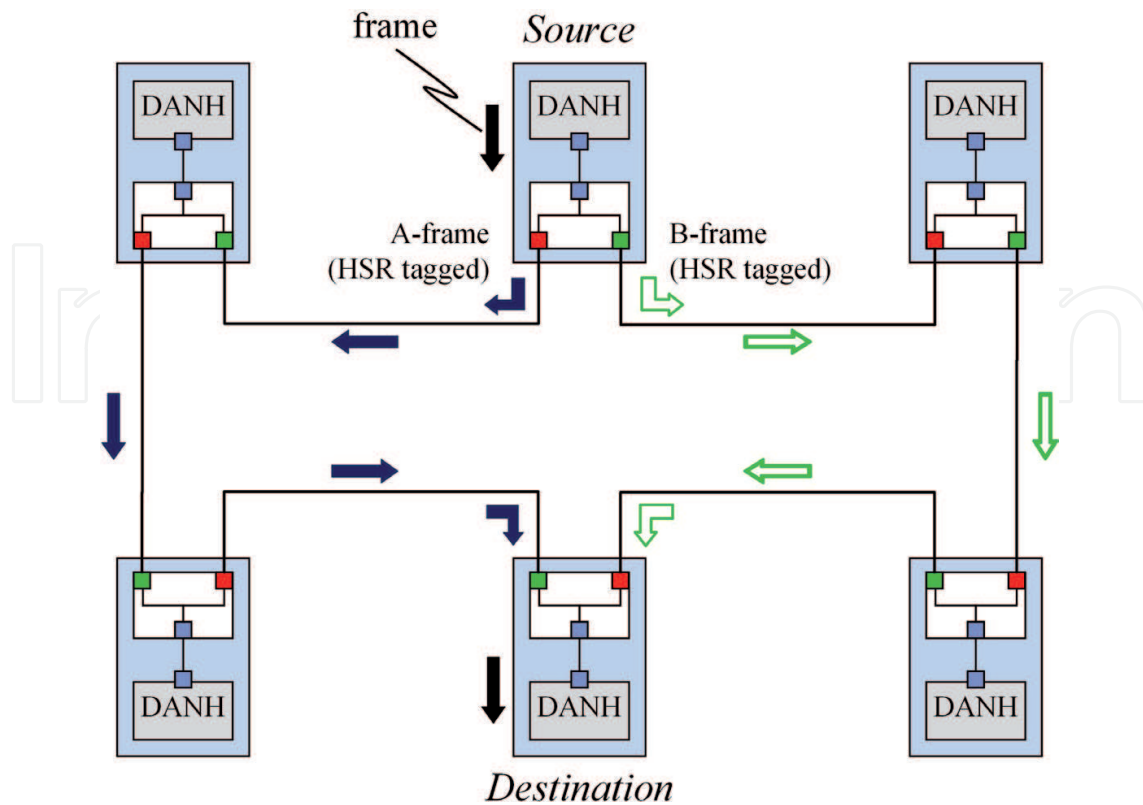 frame
Source
DANH
DANH
DANH
A-frame
(HSR tagged)
B-frame
(HSR tagged)
DANH
DANH
DANH
Destination